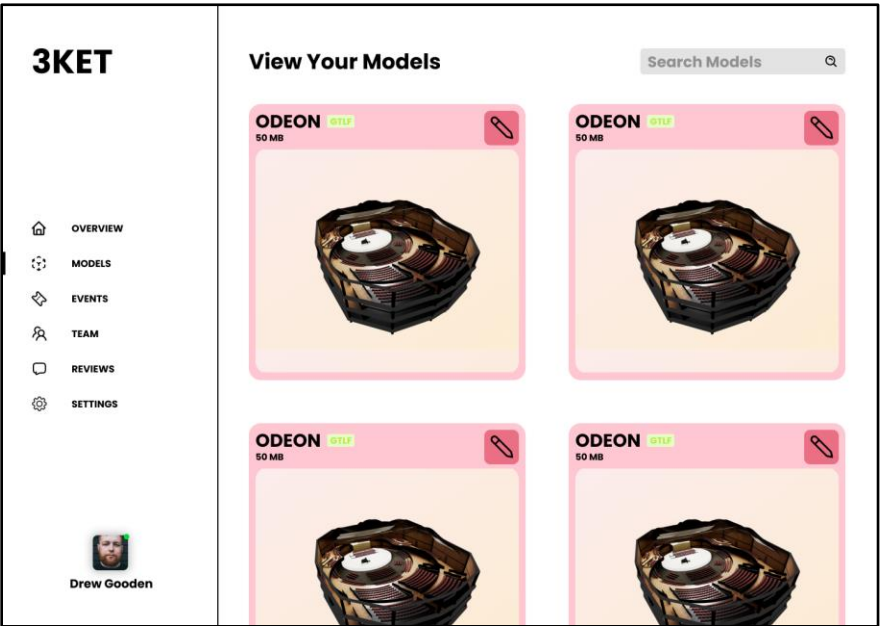 3KET
View Your Models
Search Models
ODEON GTLF
50 MB
ODEON GTLF
50 MB
OVERVIEW
MODELS
EVENTS
TEAM
REVIEWS
SETTINGS
ODEON GTLF
50 MB
ODEON GTLF
50 MB
Drew Gooden